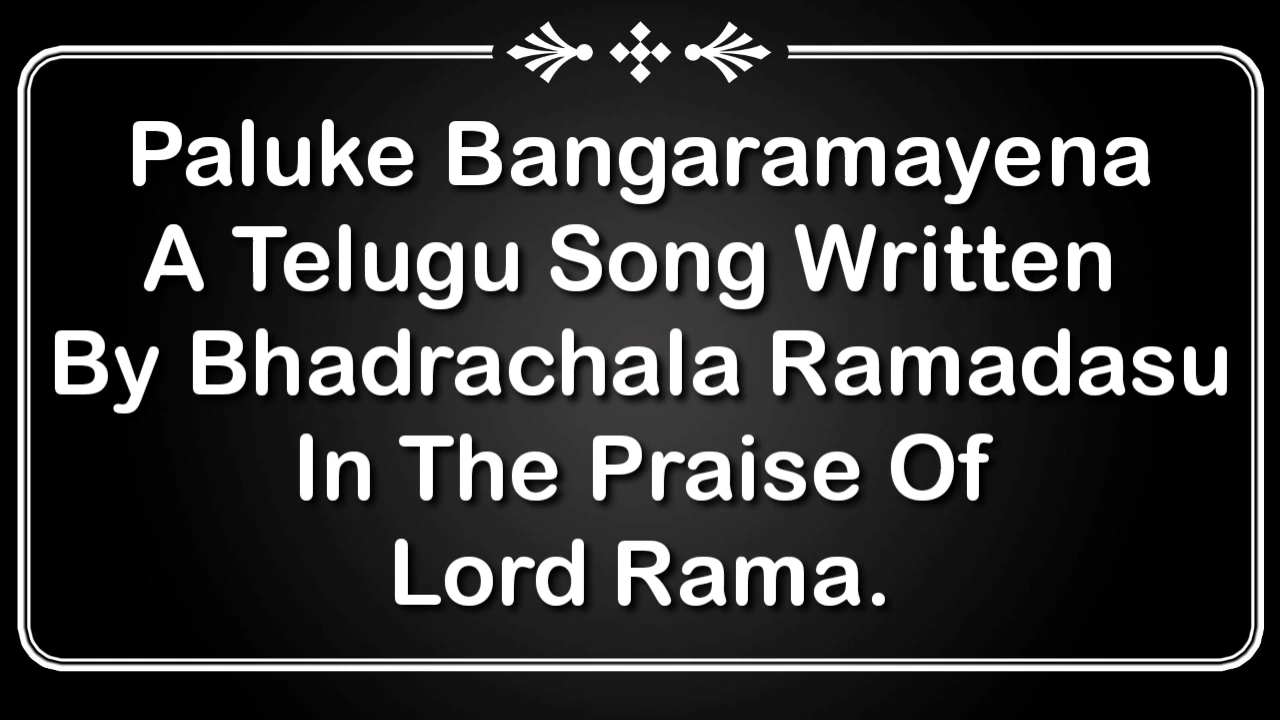 Paluke Bangaramayena
A Telugu Song Written
By Bhadrachala Ramadasu
In The Praise Of
Lord Rama.